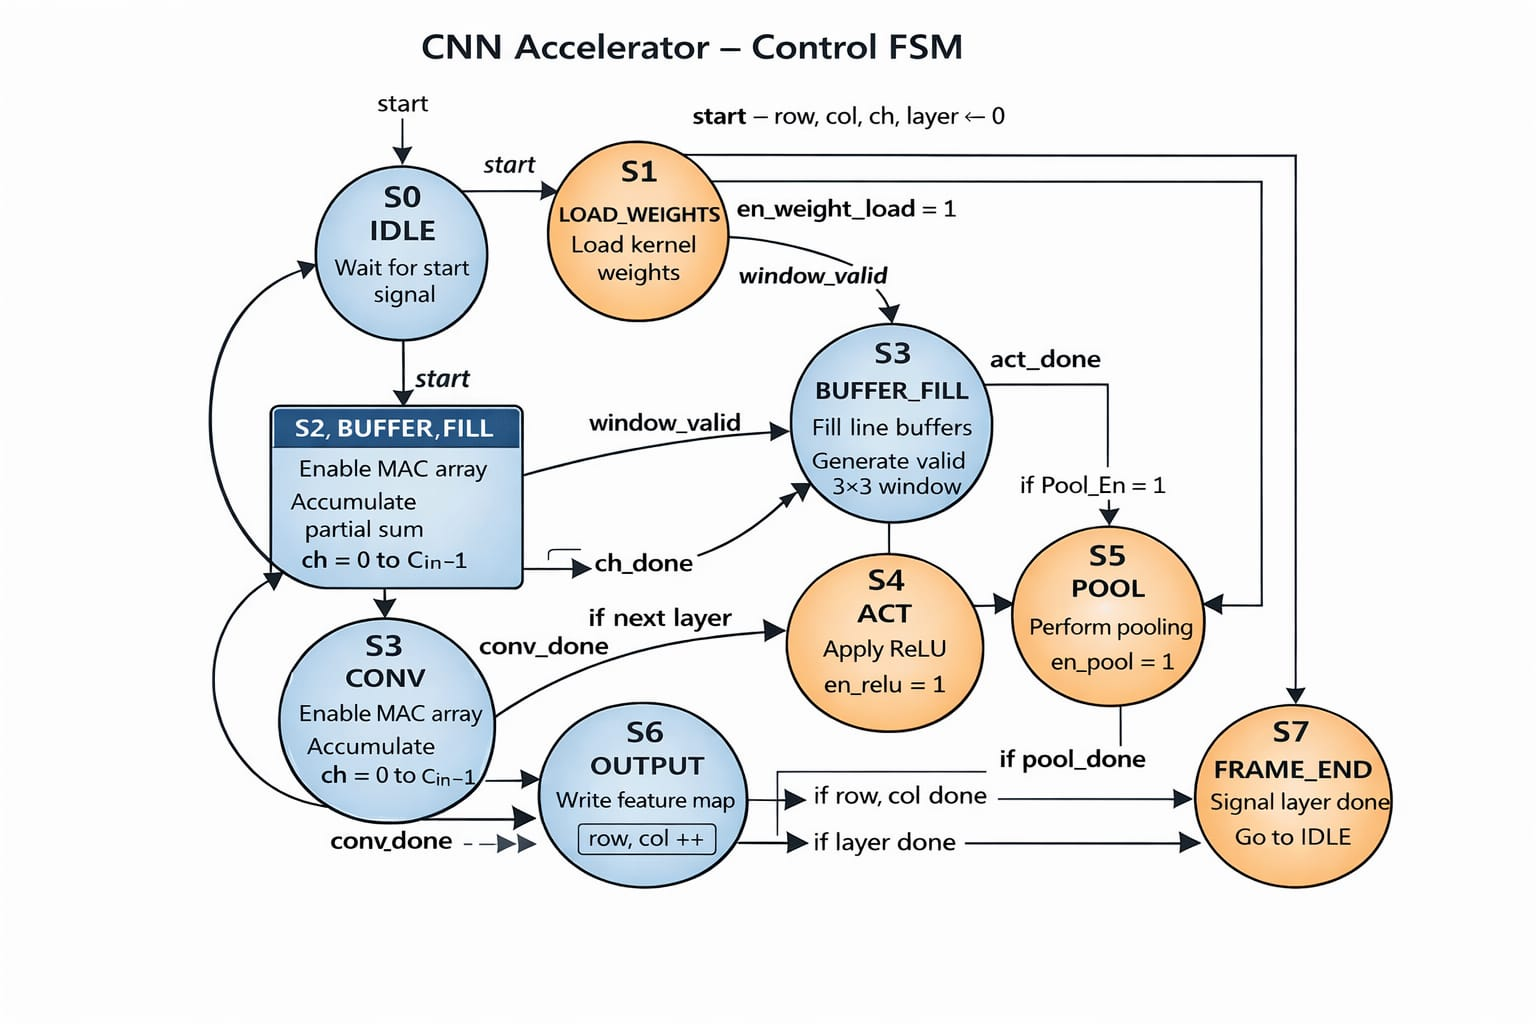 CNN Accelerator – Control FSM
start
start – row, col, ch, layer ← 0
start
S0
IDLE
Wait for start
signal
S1
LOAD_WEIGHTS
Load kernel
weights
en_weight_load = 1
window_valid
start
S2, BUFFER,FILL
Enable MAC array
Accumulate
partial sum
ch = 0 to Cin−1
window_valid
ch_done
S3
BUFFER_FILL
Fill line buffers
Generate valid
3×3 window
act_done
if Pool_En = 1
S5
POOL
Perform pooling
en_pool = 1
S4
ACT
Apply ReLU
en_relu = 1
if next layer
conv_done
S3
CONV
Enable MAC array
Accumulate
ch = 0 to Cin−1
conv_done
S6
OUTPUT
Write feature map
row, col ++
if pool_done
if row, col done
if layer done
S7
FRAME_END
Signal layer done
Go to IDLE